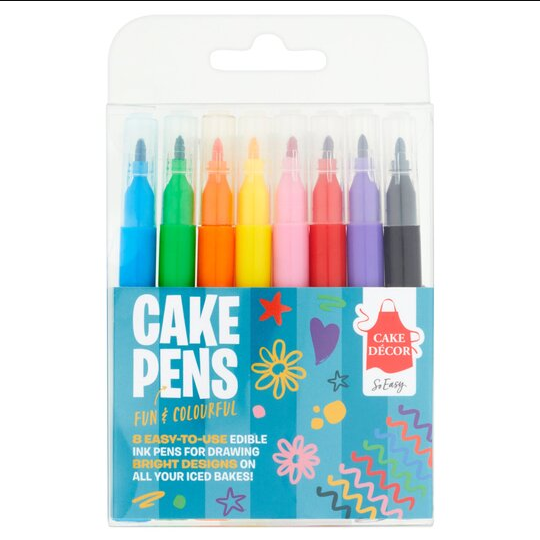 CAKE
PENS
FUN & COLOURFUL
8 EASY-TO-USE EDIBLE
INK PENS FOR DRAWING
BRIGHT DESIGNS ON
ALL YOUR ICED BAKES!
CAKE
DÉCOR
So Easy.